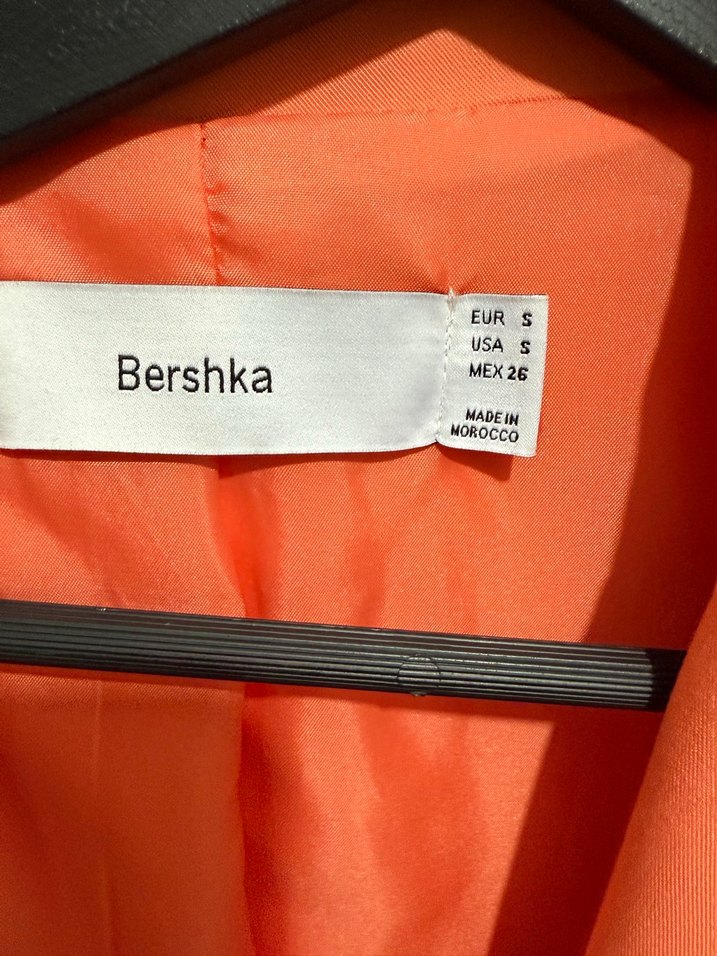 Bershka
EUR S
USA S
MEX 26
MADE IN
MOROCCO